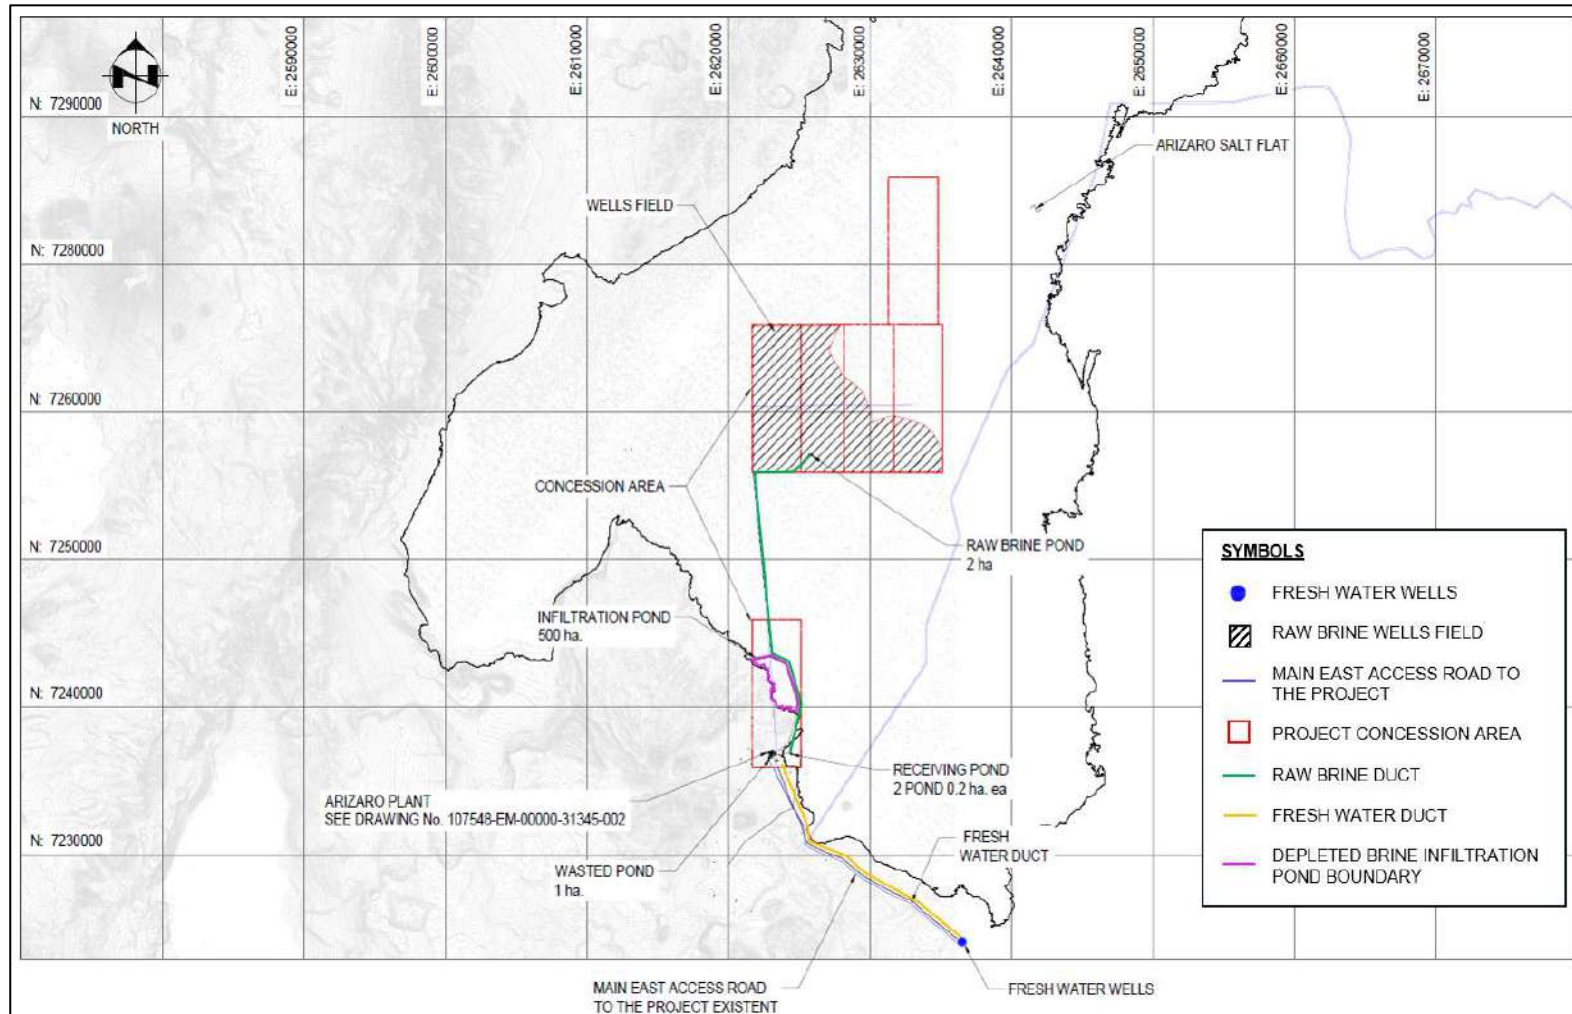 E: 2590000
E: 2600000
E: 2610000
E: 2620000
E: 2630000
E: 2640000
E: 2650000
E: 2660000
E: 2670000
N
NORTH
N: 7290000
N: 7280000
N: 7260000
N: 7250000
N: 7240000
N: 7230000
ARIZARO SALT FLAT
WELLS FIELD
CONCESSION AREA
RAW BRINE POND
2 ha
INFILTRATION POND
500 ha.
RECEIVING POND
2 POND 0.2 ha. ea
ARIZARO PLANT
SEE DRAWING No. 107548-EM-00000-31345-002
FRESH
WATER DUCT
WASTED POND
1 ha.
MAIN EAST ACCESS ROAD
TO THE PROJECT EXISTENT
FRESH WATER WELLS
SYMBOLS
FRESH WATER WELLS
RAW BRINE WELLS FIELD
MAIN EAST ACCESS ROAD TO
THE PROJECT
PROJECT CONCESSION AREA
RAW BRINE DUCT
FRESH WATER DUCT
DEPLETED BRINE INFILTRATION
POND BOUNDARY